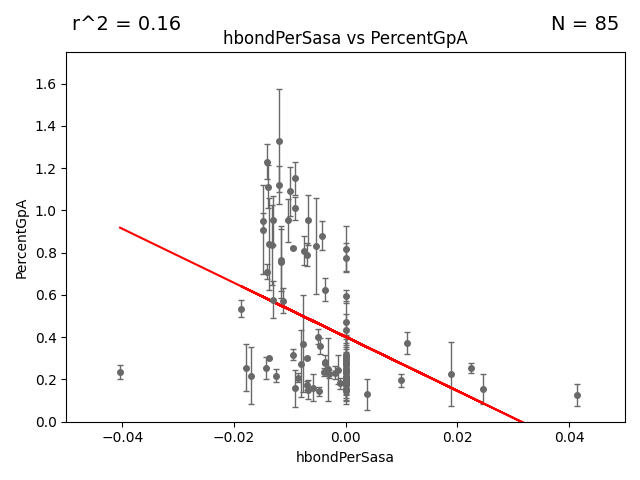 r^2 = 0.16
N = 85
hbondPerSasa vs PercentGpA
1.6
1.4
1.2
1.0
0.8
0.6
0.4
0.2
0.0
PercentGpA
−0.04
−0.02
0.00
0.02
0.04
hbondPerSasa